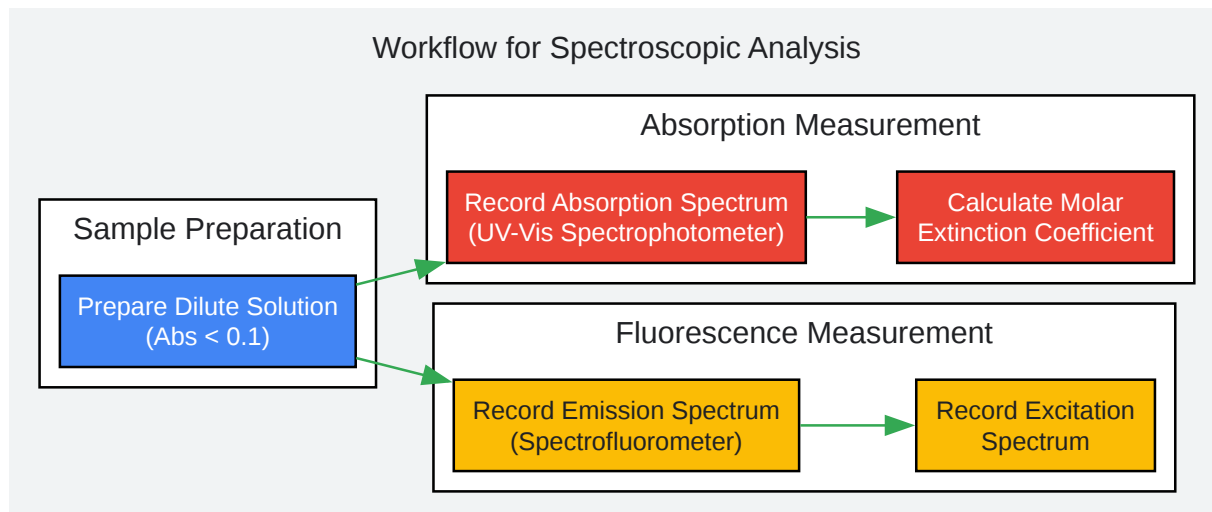 Workflow for Spectroscopic Analysis
Sample Preparation
Prepare Dilute Solution
(Abs < 0.1)
Absorption Measurement
Record Absorption Spectrum
(UV-Vis Spectrophotometer)
Calculate Molar
Extinction Coefficient
Fluorescence Measurement
Record Emission Spectrum
(Spectrofluorometer)
Record Excitation
Spectrum